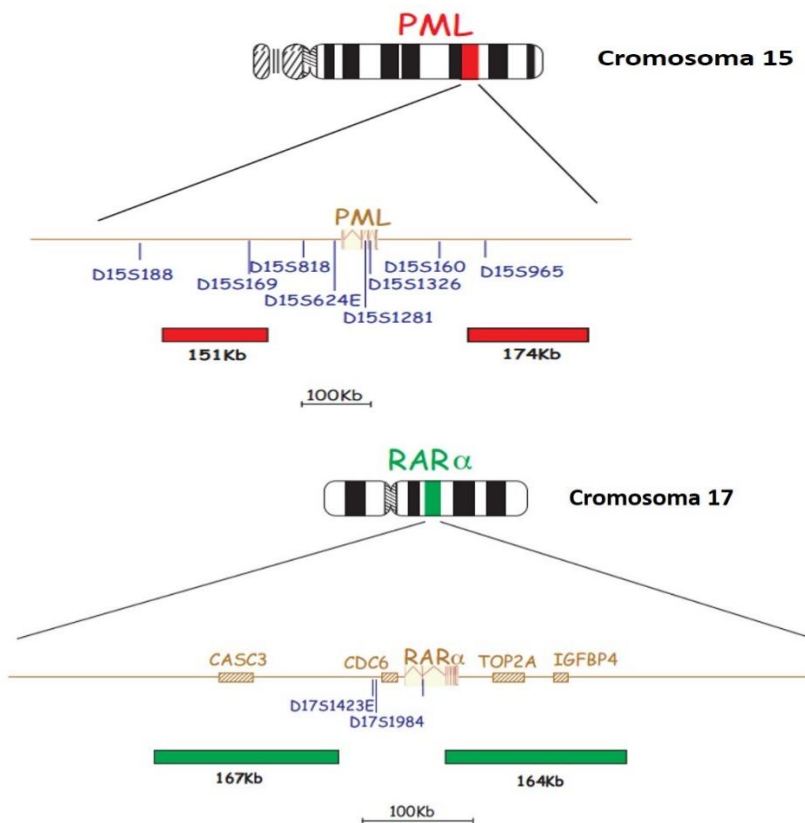 PML
Cromosoma 15
PML
D15S188
D15S169
D15S818
D15S624E
D15S1281
D15S1326
D15S160
D15S965
151Kb
174Kb
100Kb
RAR α
Cromosoma 17
CASC3
CDC6
RARα
TOP2A
IGFBP4
D17S1423E
D17S1984
167Kb
164Kb
100Kb